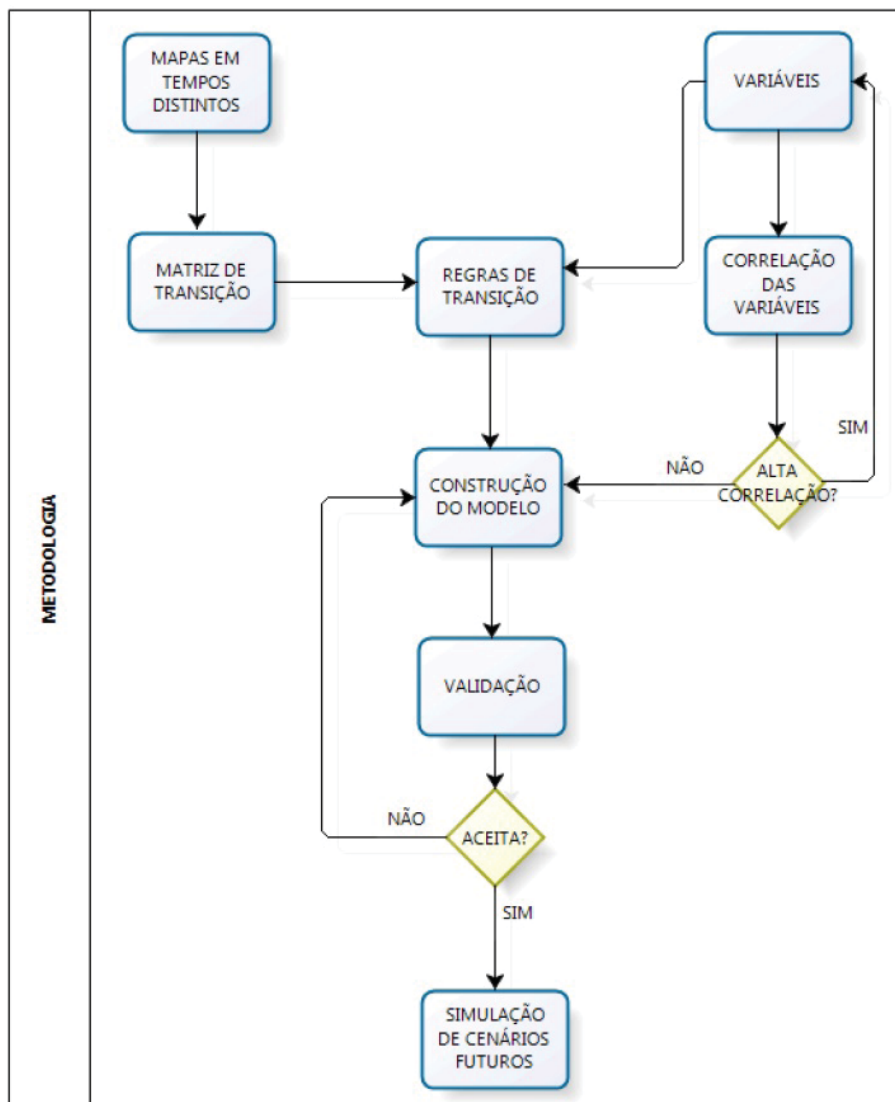 METODOLOGIA
MAPAS EM
TEMPOS
DISTINTOS
VARIÁVEIS
MATRIZ DE
TRANSIÇÃO
REGRAS DE
TRANSIÇÃO
CORRELAÇÃO
DAS
VARIÁVEIS
SIM
NÃO
ALTA
CORRELAÇÃO?
CONSTRUÇÃO
DO MODELO
VALIDAÇÃO
NÃO
ACEITA?
SIM
SIMULAÇÃO
DE CENÁRIOS
FUTUROS